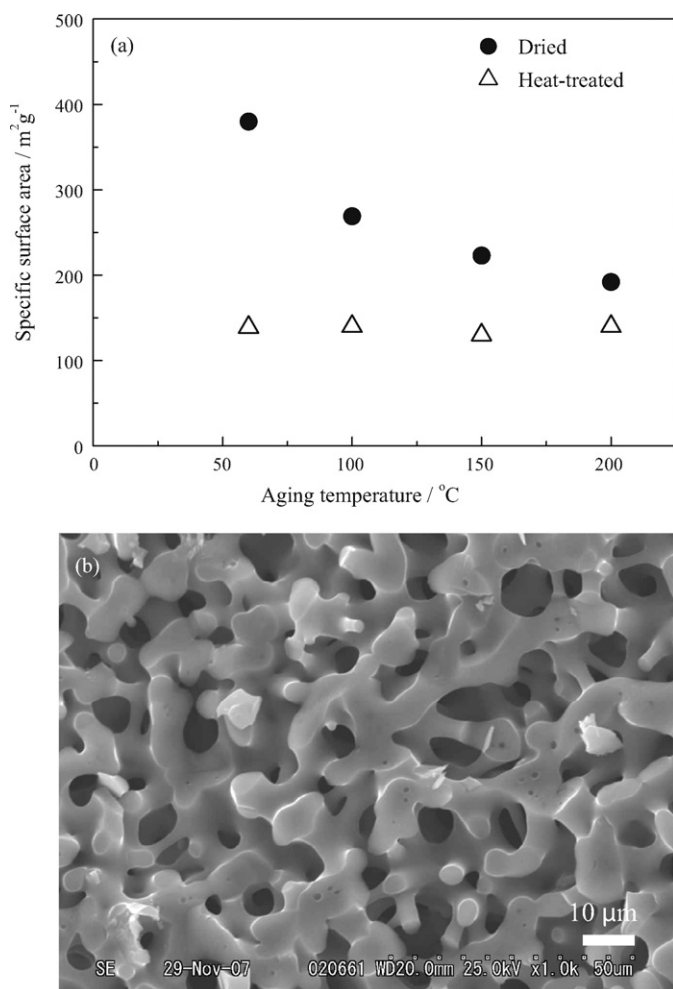 (a)
Dried
Heat-treated
500
400
300
200
100
0
0
50
100
150
200
Specific surface area / m²g⁻¹
Aging temperature / °C
(b)
10 μm
SE 29-Nov-07 020661 WD20.0mm 25.0kV x1.0k 50um